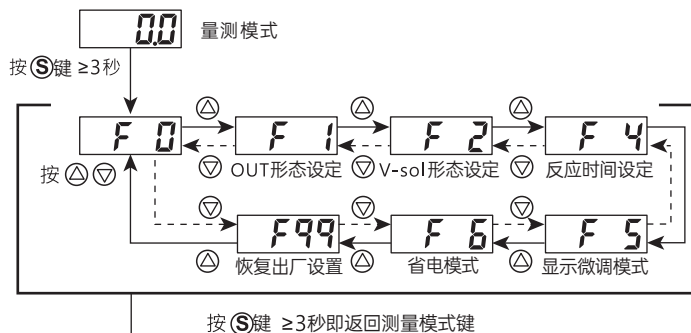 0.0 量测模式
按Ⓢ键 ≥3秒
F 0 F 1 F 2 F 4
按 OUT形态设定 V-sol形态设定 反应时间设定
F99 F 6 F 5
恢复出厂设置 省电模式 显示微调模式
按Ⓢ键 ≥3秒即返回测量模式键